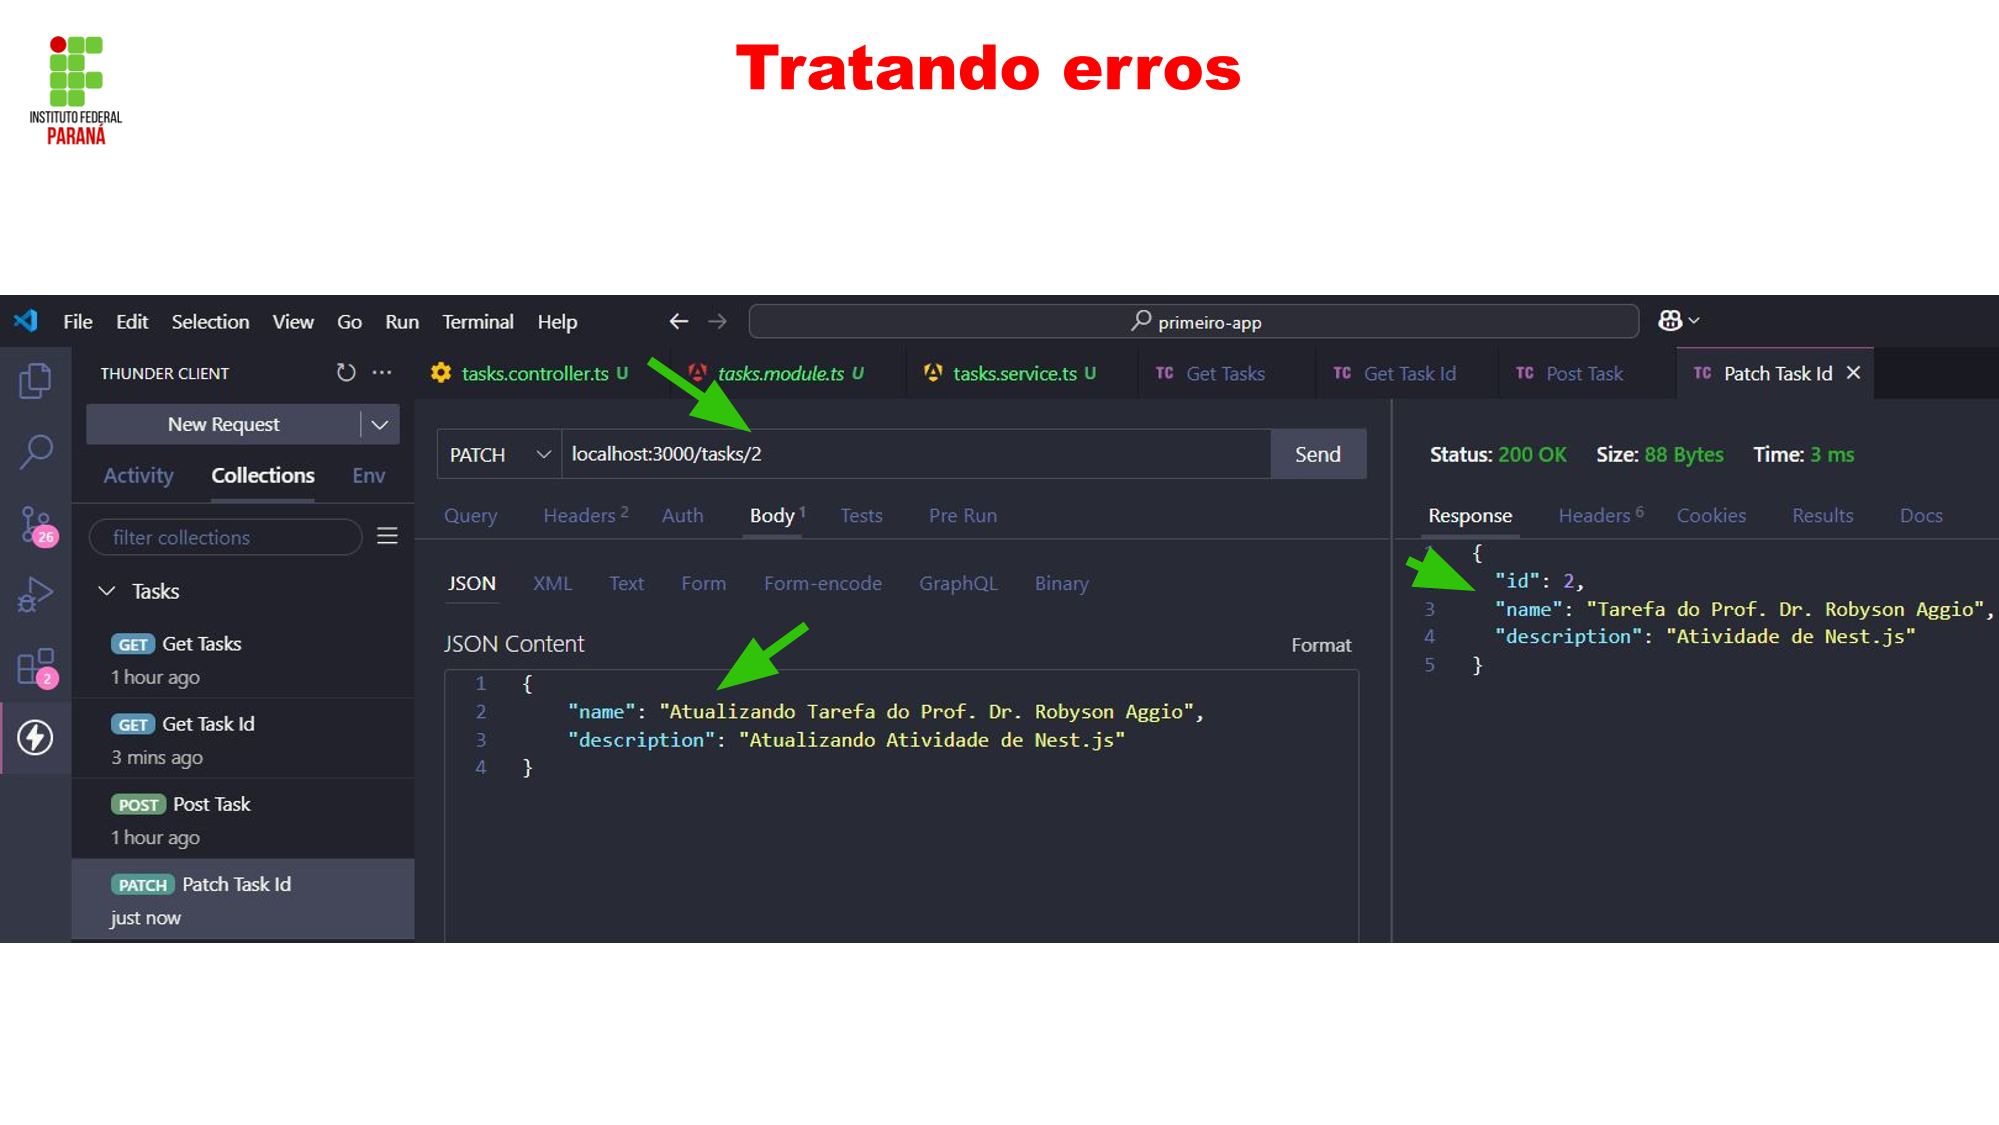 INSTITUTO FEDERAL
PARANÁ
Tratando erros
File Edit Selection View Go Run Terminal Help
primeiro-app
THUNDER CLIENT
tasks.controller.ts U
tasks.module.ts U
tasks.service.ts U
TC Get Tasks
TC Get Task Id
TC Post Task
TC Patch Task Id
New Request
Activity Collections Env
filter collections
26
2
Tasks
GET Get Tasks
1 hour ago
GET Get Task Id
3 mins ago
POST Post Task
1 hour ago
PATCH Patch Task Id
just now
PATCH localhost:3000/tasks/2 Send
Query Headers 2 Auth Body 1 Tests Pre Run
JSON XML Text Form Form-encode GraphQL Binary
JSON Content Format
1 {
2 "name": "Atualizando Tarefa do Prof. Dr. Robyson Aggio",
3 "description": "Atualizando Atividade de Nest.js"
4 }
Status: 200 OK Size: 88 Bytes Time: 3 ms
Response Headers 6 Cookies Results Docs
{
"id": 2,
3 "name": "Tarefa do Prof. Dr. Robyson Aggio",
4 "description": "Atividade de Nest.js"
5 }